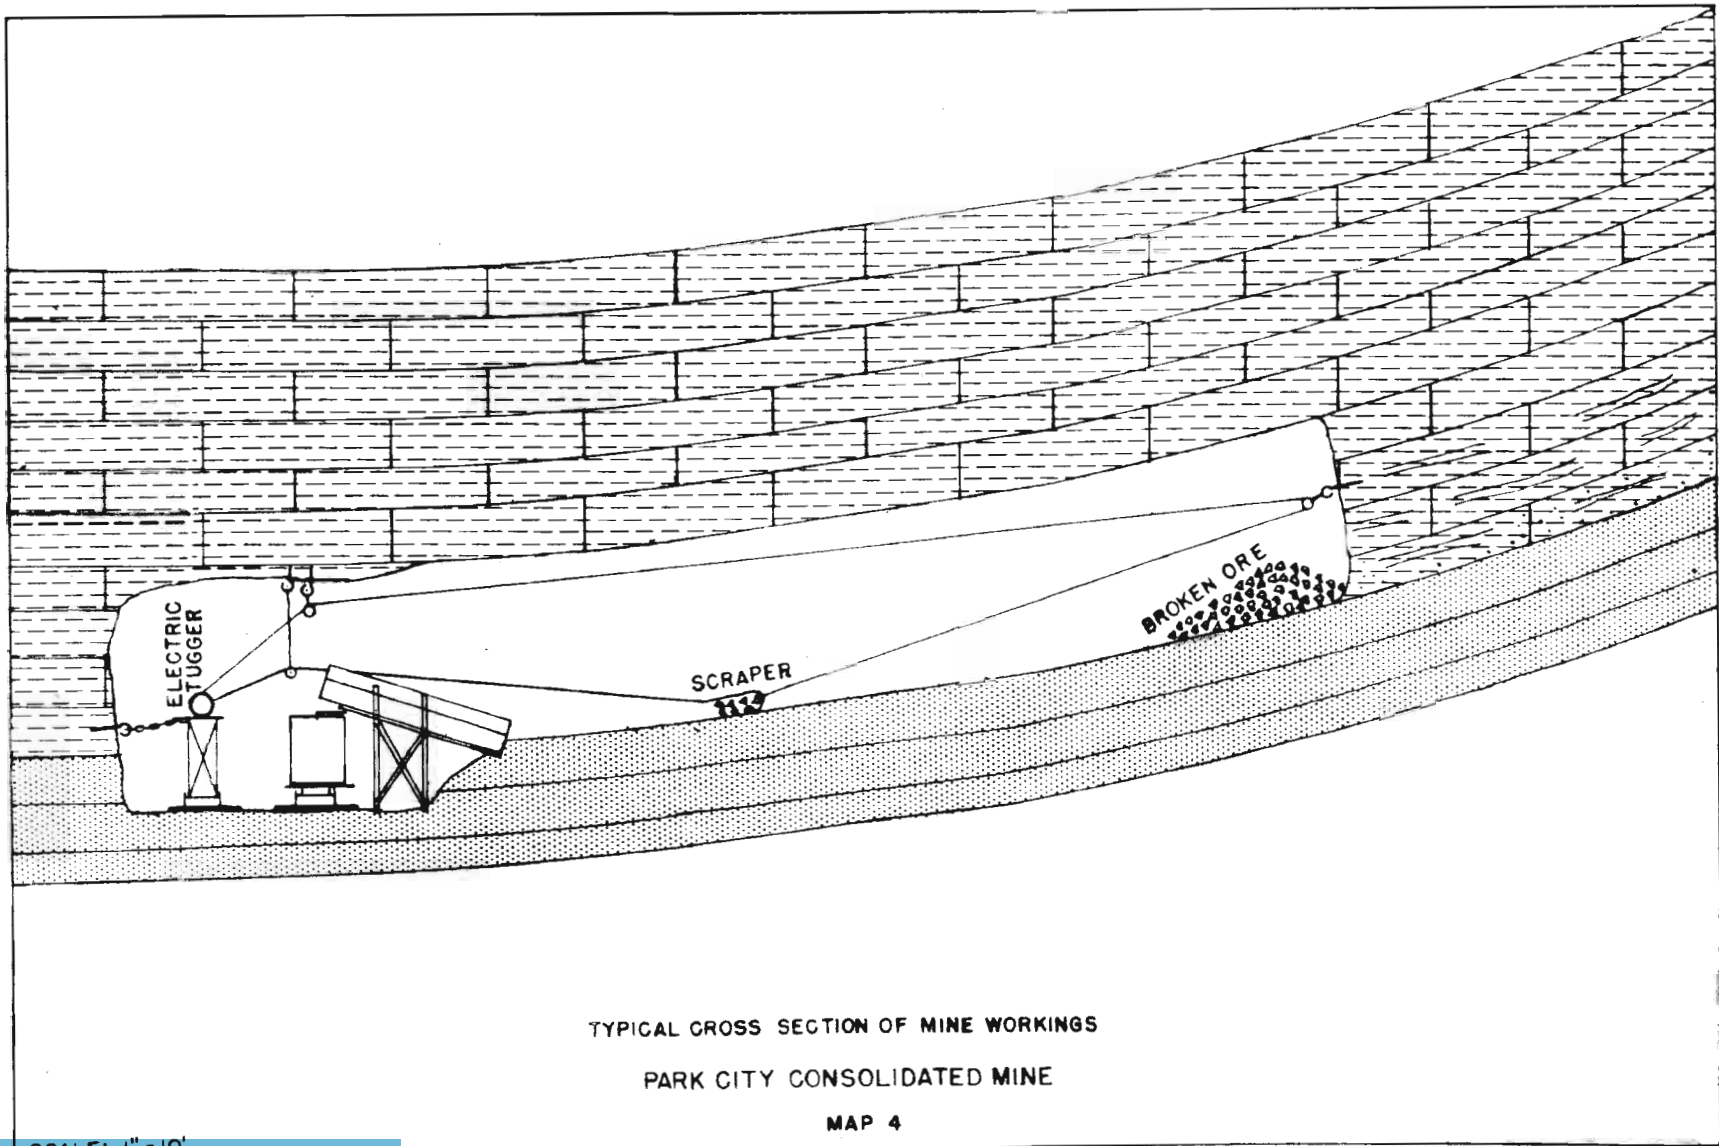 ELECTRIC
TUGGER
SCRAPER
BROKEN ORE
TYPICAL CROSS SECTION OF MINE WORKINGS
PARK CITY CONSOLIDATED MINE
MAP 4